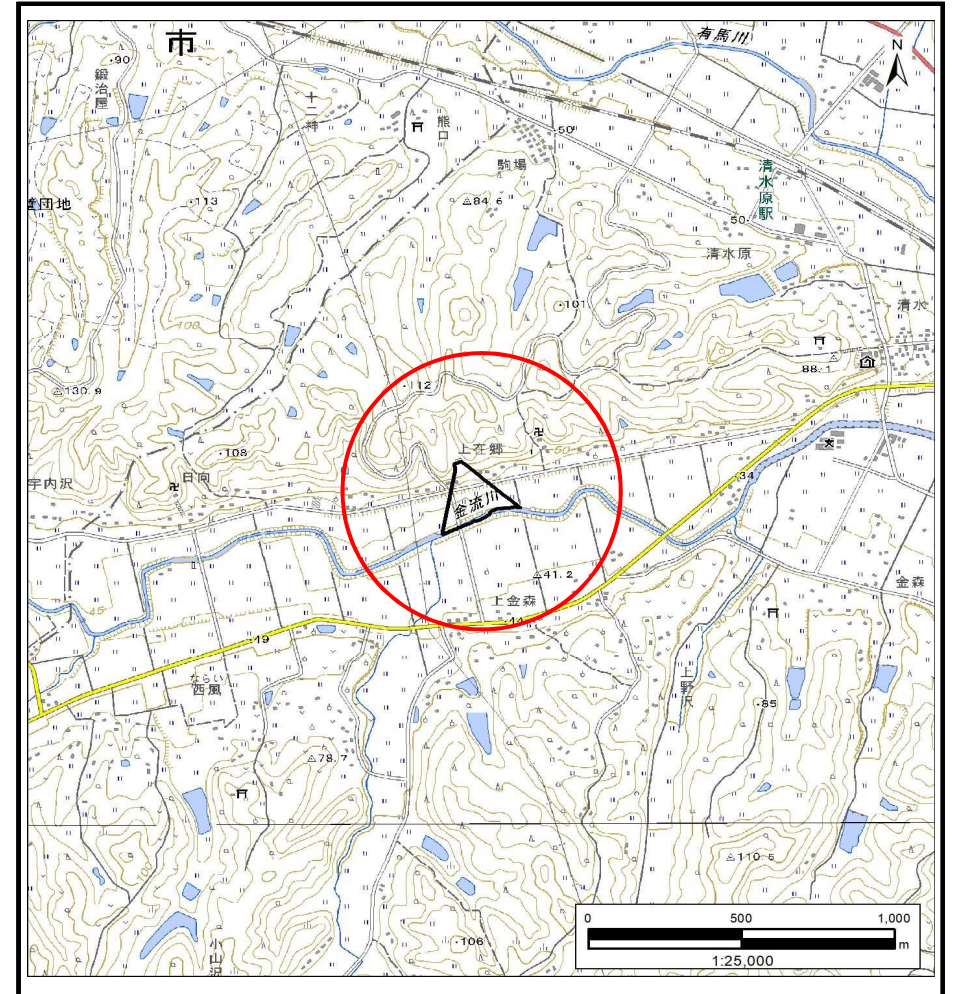 市
有馬川
N
・90
鍛治屋
十二神
熊口
50
駒場
清水原駅
団地
・113
△84.6
50
清水原
・101
清水
100
88.1
・112
△130.9
上在郷
50
・108
日向
宇内沢
34
金流川
△41.2
金森
上金森
45
44
49
ならい
西風
上野沢
・85
△78.7
△110.5
小山沢
・106
0 500 1,000
m
1:25,000